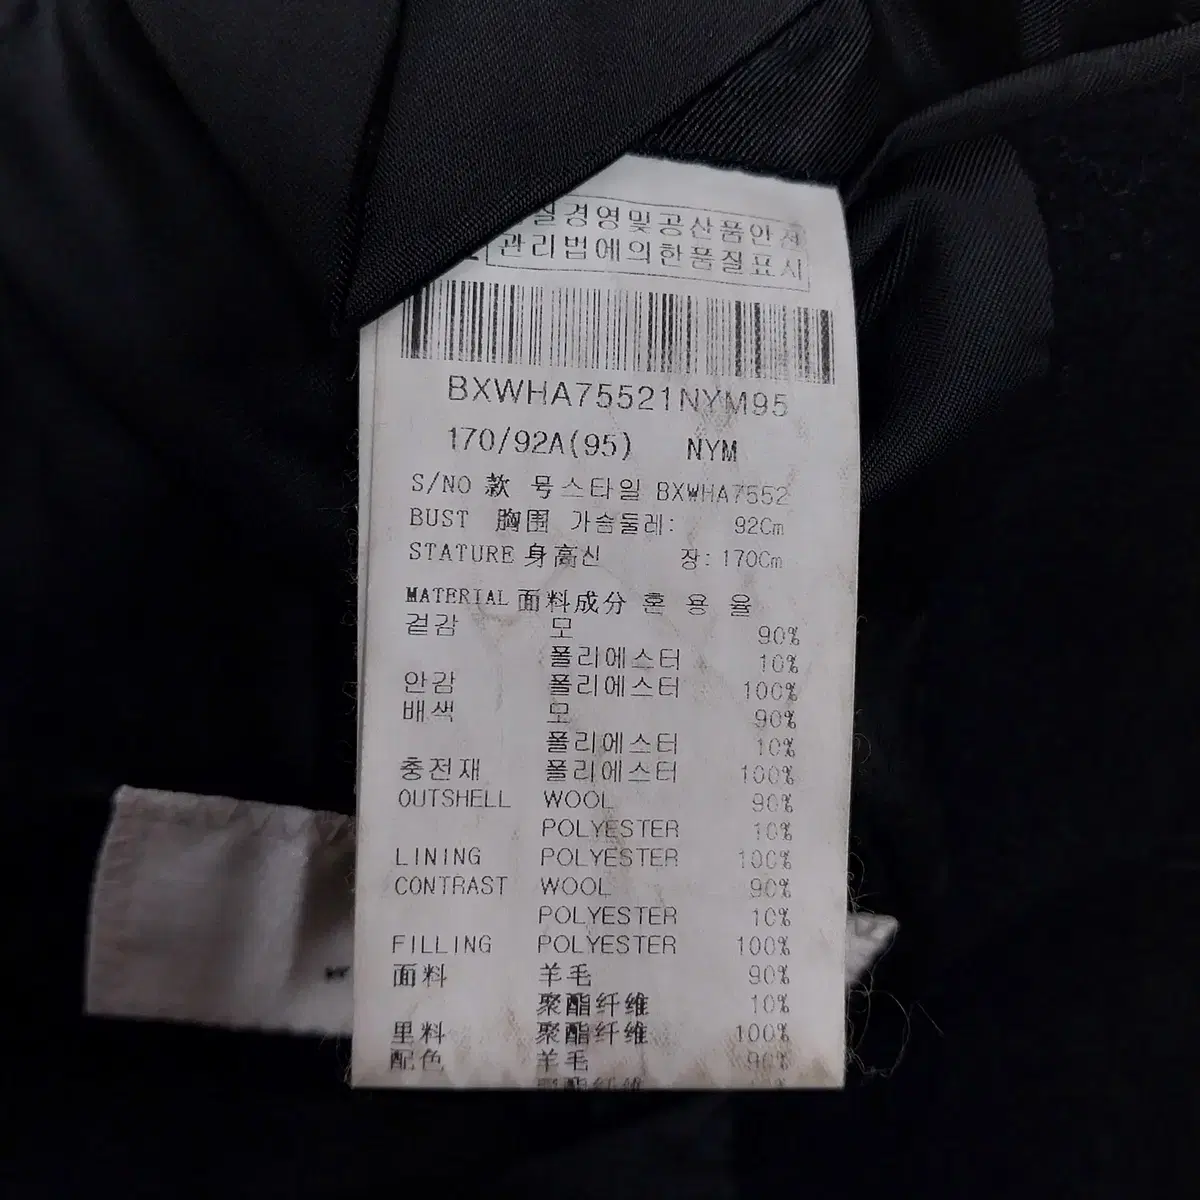 질경영및공산품안전
관리법에의한품질표시
BXWHA75521NYM95
170/92A(95) NYM
S/NO 款 号 스타일 BXWHA7552
BUST 胸围 가슴둘레: 92Cm
STATURE 身高 신 장: 170Cm
MATERIAL 面料成分 혼 용 율
겉감 모 90%
폴리에스터 10%
안감 폴리에스터 100%
배색 모 90%
폴리에스터 10%
충전재 폴리에스터 100%
OUTSHELL WOOL 90%
POLYESTER 10%
LINING POLYESTER 100%
CONTRAST WOOL 90%
POLYESTER 10%
FILLING POLYESTER 100%
面料 羊毛 90%
聚酯纤维 10%
里料 聚酯纤维 100%
配色 羊毛 90%